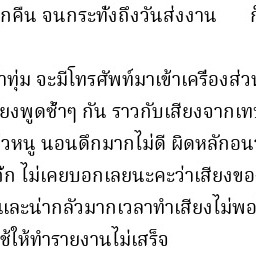 กคืน จนกระทั่งถึงวันส่งงาน
ทุ่ม จะมีโทรศัพท์มาเข้าเครื่องส่ว
ยงพูดซ้ำๆ กัน ราวกับเสียงจากเท
วหนู นอนดึกมากไม่ดี ผิดหลักอน
ัก ไม่เคยบอกเลยนะคะว่าเสียงขอ
และน่ากลัวมากเวลาทำเสียงไม่พอ
ช้ให้ทำรายงานไม่เสร็จ